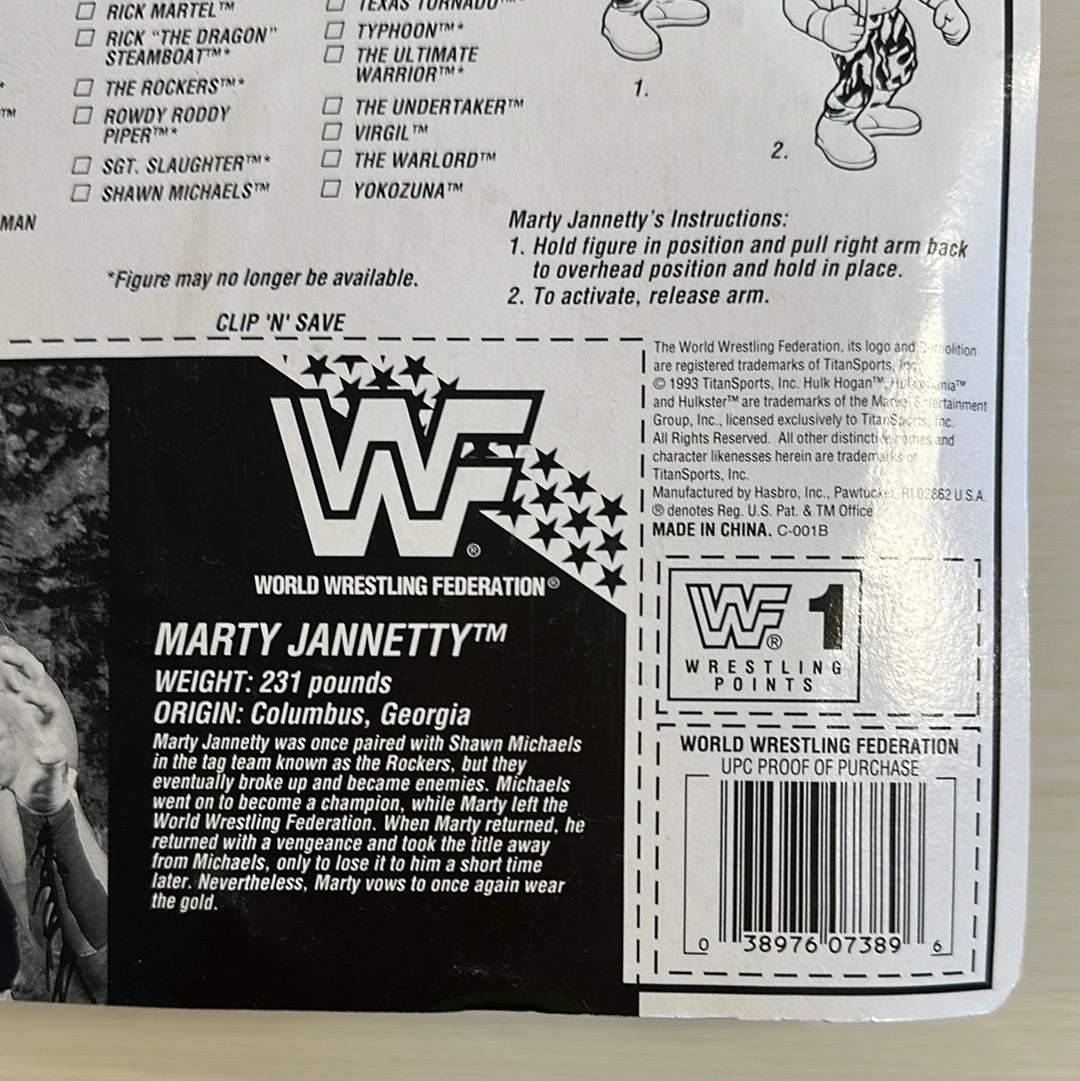 RICK MARTEL™
RICK "THE DRAGON"
STEAMBOAT™*
THE ROCKERS™*
ROWDY RODDY
PIPER™*
SGT. SLAUGHTER™*
SHAWN MICHAELS™
TEXAS TORNADO™*
TYPHOON™*
THE ULTIMATE
WARRIOR™*
THE UNDERTAKER™
VIRGIL™
THE WARLORD™
YOKOZUNA™
MAN
*Figure may no longer be available.
CLIP 'N' SAVE
1.
2.
Marty Jannetty's Instructions:
1. Hold figure in position and pull right arm back
to overhead position and hold in place.
2. To activate, release arm.
The World Wrestling Federation, its logo and Demolition
are registered trademarks of TitanSports, Inc.
© 1993 TitanSports, Inc. Hulk Hogan™, Hulkamania™
and Hulkster™ are trademarks of the Marvel Entertainment
Group, Inc., licensed exclusively to TitanSports, Inc.
All Rights Reserved. All other distinctive names and
character likenesses herein are trademarks of
TitanSports, Inc.
Manufactured by Hasbro, Inc., Pawtucket, RI 02862 U.S.A.
® denotes Reg. U.S. Pat. & TM Office
MADE IN CHINA. C-001B
WF®
WORLD WRESTLING FEDERATION®
MARTY JANNETTY™
WEIGHT: 231 pounds
ORIGIN: Columbus, Georgia
Marty Jannetty was once paired with Shawn Michaels
in the tag team known as the Rockers, but they
eventually broke up and became enemies. Michaels
went on to become a champion, while Marty left the
World Wrestling Federation. When Marty returned, he
returned with a vengeance and took the title away
from Michaels, only to lose it to him a short time
later. Nevertheless, Marty vows to once again wear
the gold.
WF® 1
WRESTLING
POINTS
WORLD WRESTLING FEDERATION
UPC PROOF OF PURCHASE
0 38976 07389 6